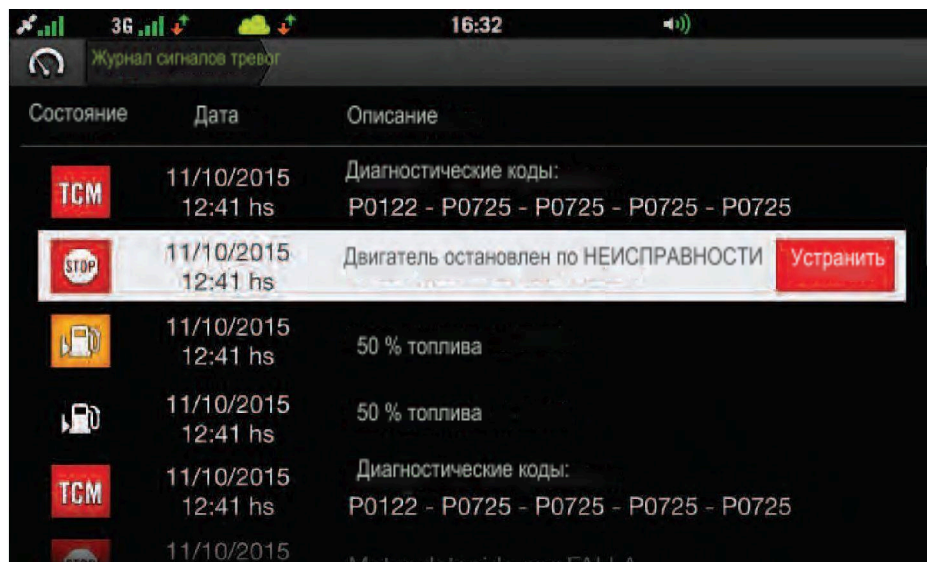 3G 16:32
Журнал сигналов тревог
Состояние Дата Описание
TCM 11/10/2015 Диагностические коды:
12:41 hs P0122 - P0725 - P0725 - P0725 - P0725
STOP 11/10/2015 Двигатель остановлен по НЕИСПРАВНОСТИ Устранить
12:41 hs
11/10/2015
12:41 hs 50 % топлива
11/10/2015
12:41 hs 50 % топлива
TCM 11/10/2015 Диагностические коды:
12:41 hs P0122 - P0725 - P0725 - P0725 - P0725
11/10/2015